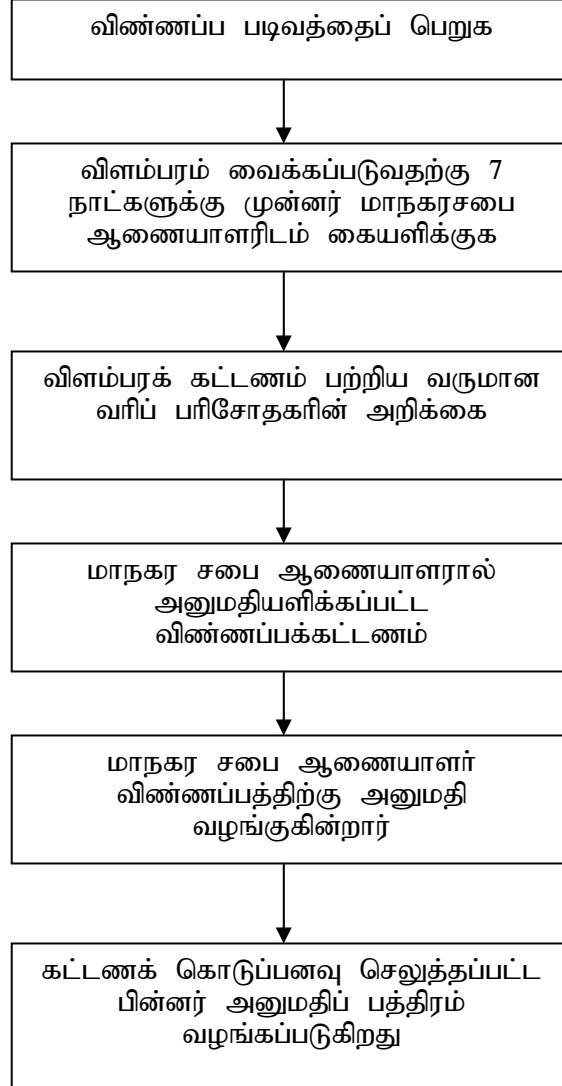 விண்ணப்ப படிவத்தைப் பெறுக
விளம்பரம் வைக்கப்படுவதற்கு 7
நாட்களுக்கு முன்னர் மாநகரசபை
ஆணையாளரிடம் கையளிக்குக
விளம்பரக் கட்டணம் பற்றிய வருமான
வரிப் பரிசோதகரின் அறிக்கை
மாநகர சபை ஆணையாளரால்
அனுமதியளிக்கப்பட்ட
விண்ணப்பக்கட்டணம்
மாநகர சபை ஆணையாளர்
விண்ணப்பத்திற்கு அனுமதி
வழங்குகின்றார்
கட்டணக் கொடுப்பனவு செலுத்தப்பட்ட
பின்னர் அனுமதிப் பத்திரம்
வழங்கப்படுகிறது